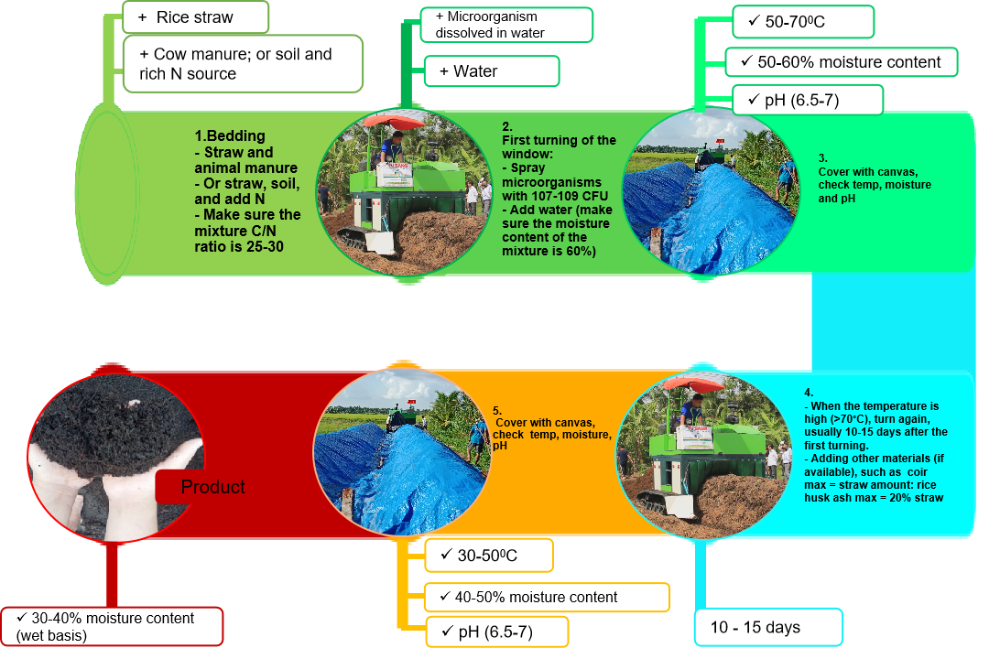 + Rice straw
+ Cow manure; or soil and
rich N source
+ Microorganism
dissolved in water
+ Water
✓ 50-70⁰C
✓ 50-60% moisture content
✓ pH (6.5-7)
1.Bedding
- Straw and
animal manure
- Or straw, soil,
and add N
- Make sure the
mixture C/N
ratio is 25-30
2.
First turning of the
window:
- Spray
microorganisms
with 107-109 CFU
- Add water (make
sure the moisture
content of the
mixture is 60%)
3.
Cover with canvas,
check temp, moisture
and pH
4.
- When the temperature is
high (>70°C), turn again,
usually 10-15 days after the
first turning.
- Adding other materials (if
available), such as coir
max = straw amount: rice
husk ash max = 20% straw
10 - 15 days
5.
Cover with canvas,
check temp, moisture,
pH
✓ 30-50⁰C
✓ 40-50% moisture content
✓ pH (6.5-7)
Product
✓ 30-40% moisture content
(wet basis)